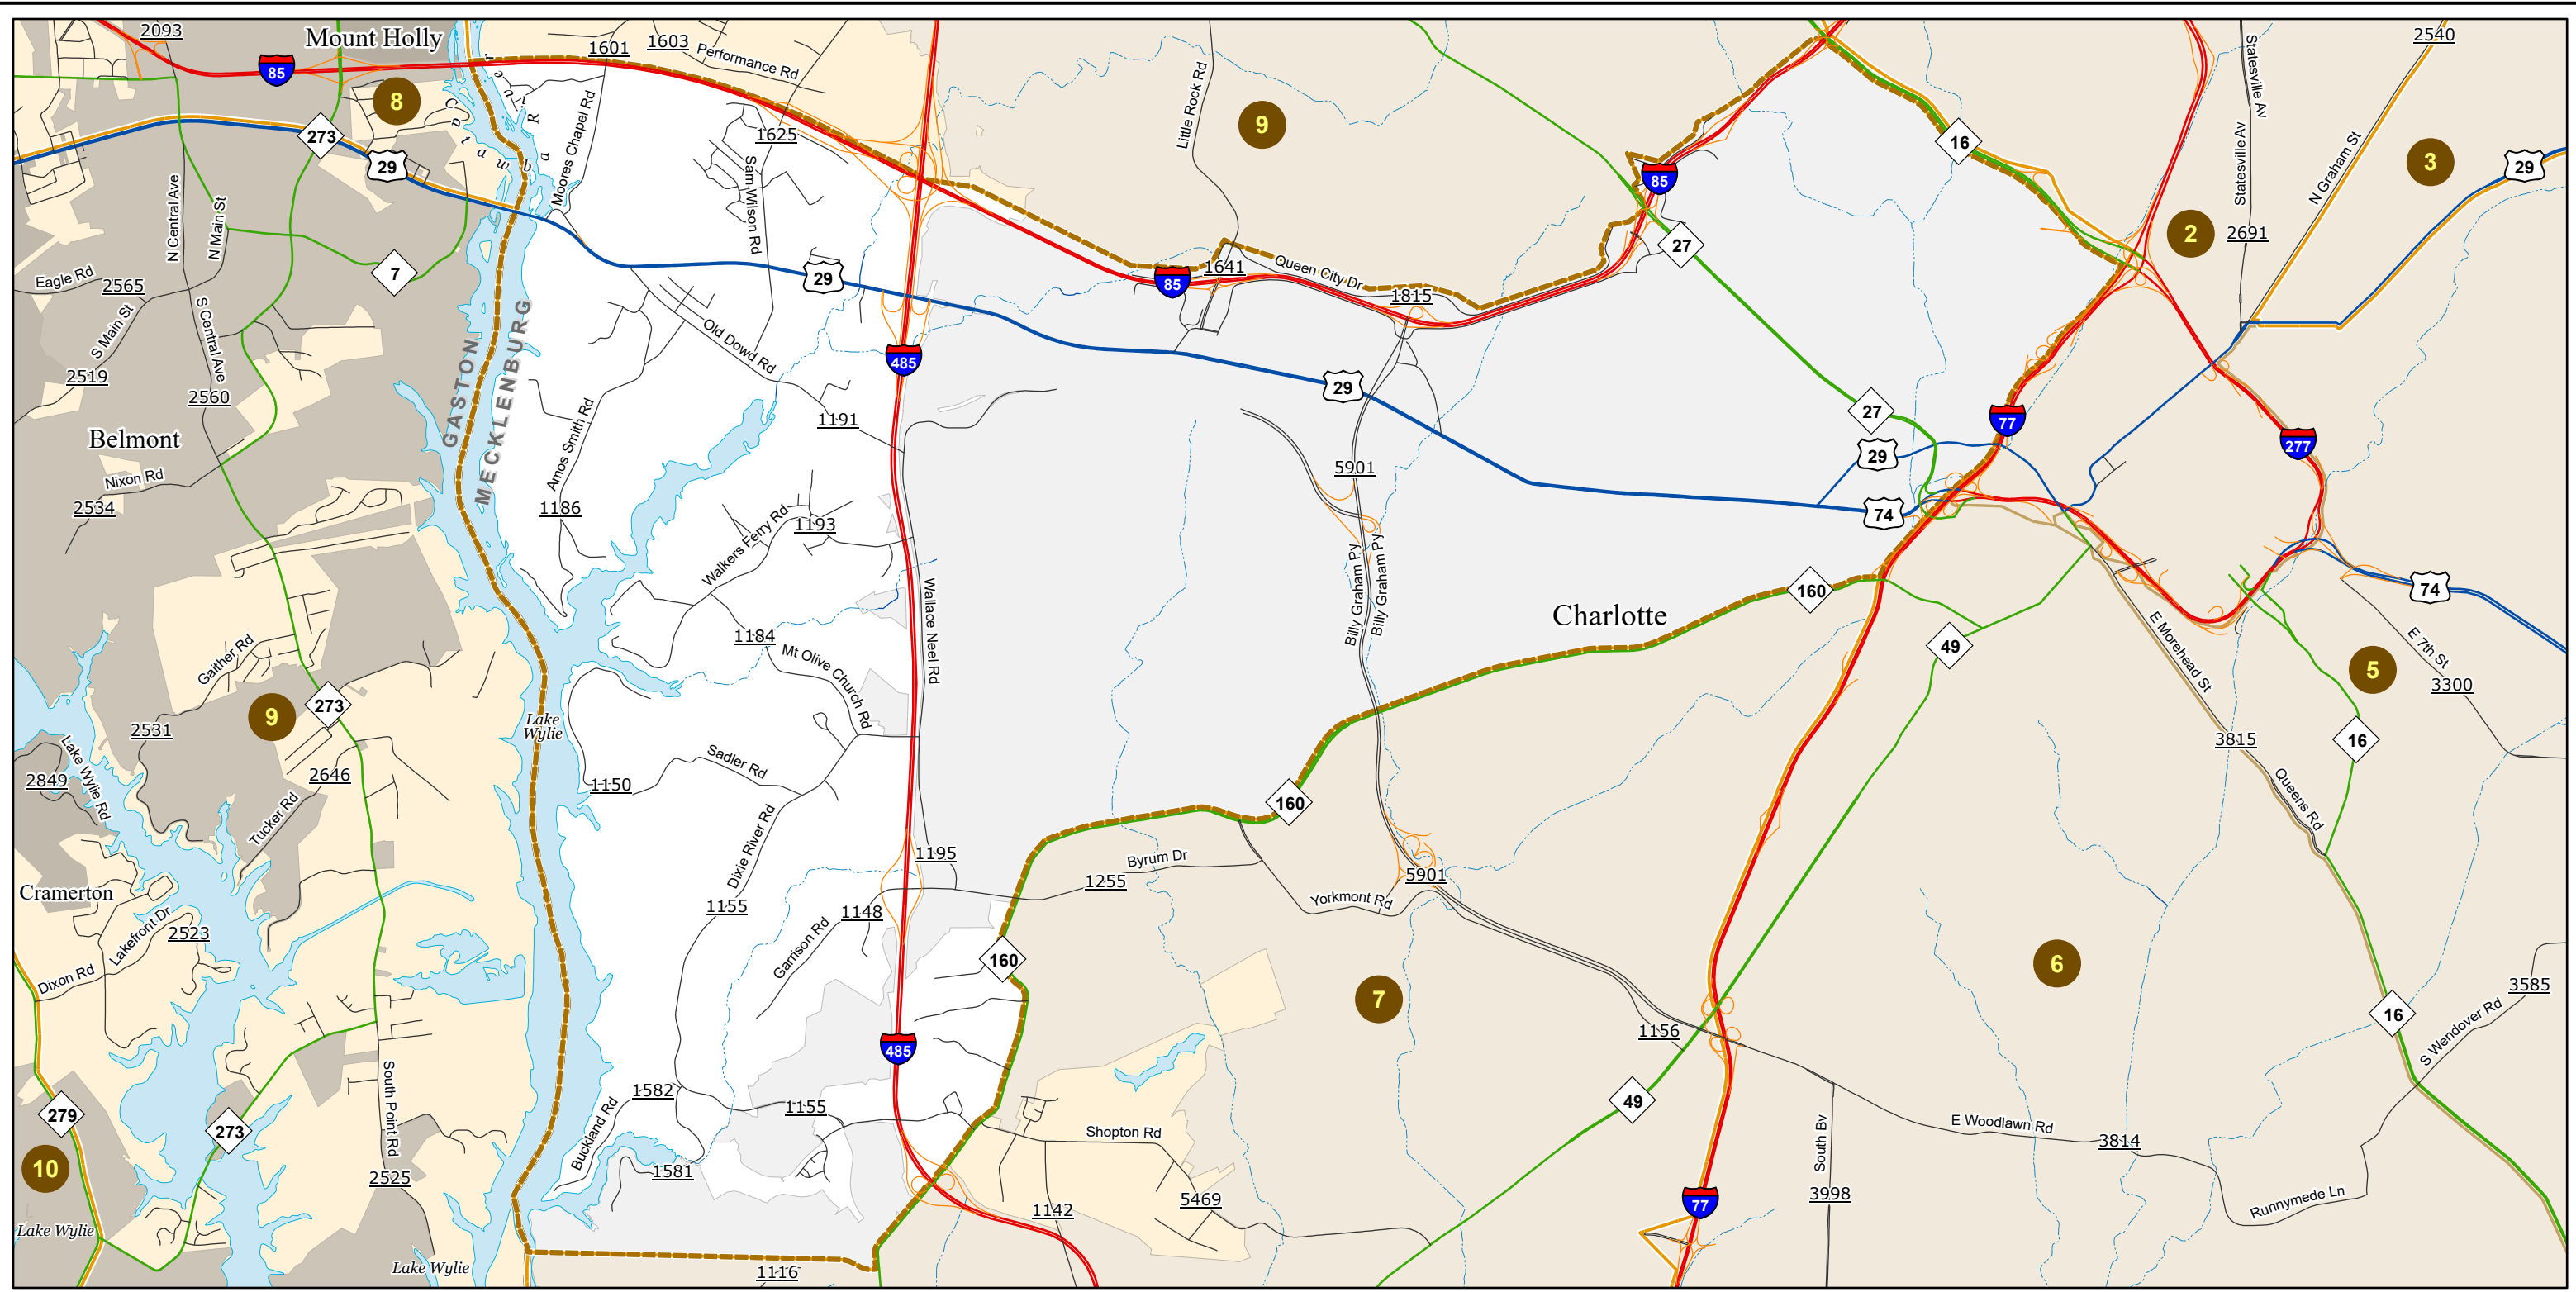 2093
Mount Holly
1601
1603
Performance Rd
85
8
273
29
Catawba River
Moores Chapel Rd
1625
Sam Wilson Rd
Little Rock Rd
9
85
16
Statesville Av
Statesville Av
2691
2540
N Graham St
3
29
2
N Central Ave
N Main St
7
Eagle Rd
2565
S Main St
S Central Ave
2519
2560
Belmont
Nixon Rd
2534
GASTON
MECKLENBURG
29
Old Dowd Rd
485
1191
Amos Smith Rd
1186
85
1641
Queen City Dr
1815
27
29
5901
27
29
74
77
277
74
Walkers Ferry Rd
1193
1184
Mt Olive Church Rd
Wallace Neel Rd
Billy Graham Py
Billy Graham Py
Charlotte
160
49
E Morehead St
E 7th St
3300
5
16
3815
Queens Rd
Gaither Rd
9
273
2531
Lake Wylie Rd
2849
2646
Tucker Rd
Lake
Wylie
1150
Sadler Rd
Dixie River Rd
1155
160
1195
Byrum Dr
1255
Yorkmont Rd
5901
Cramerton
Lakefront Dr
2523
Dixon Rd
1148
Garrison Rd
160
485
7
6
16
3585
S Wendover Rd
1156
49
279
10
273
South Point Rd
2525
Lake Wylie
Lake Wylie
1582
1155
Buckland Rd
1581
1116
Shopton Rd
1142
5469
77
South Bv
3998
E Woodlawn Rd
3814
Runnymede Ln